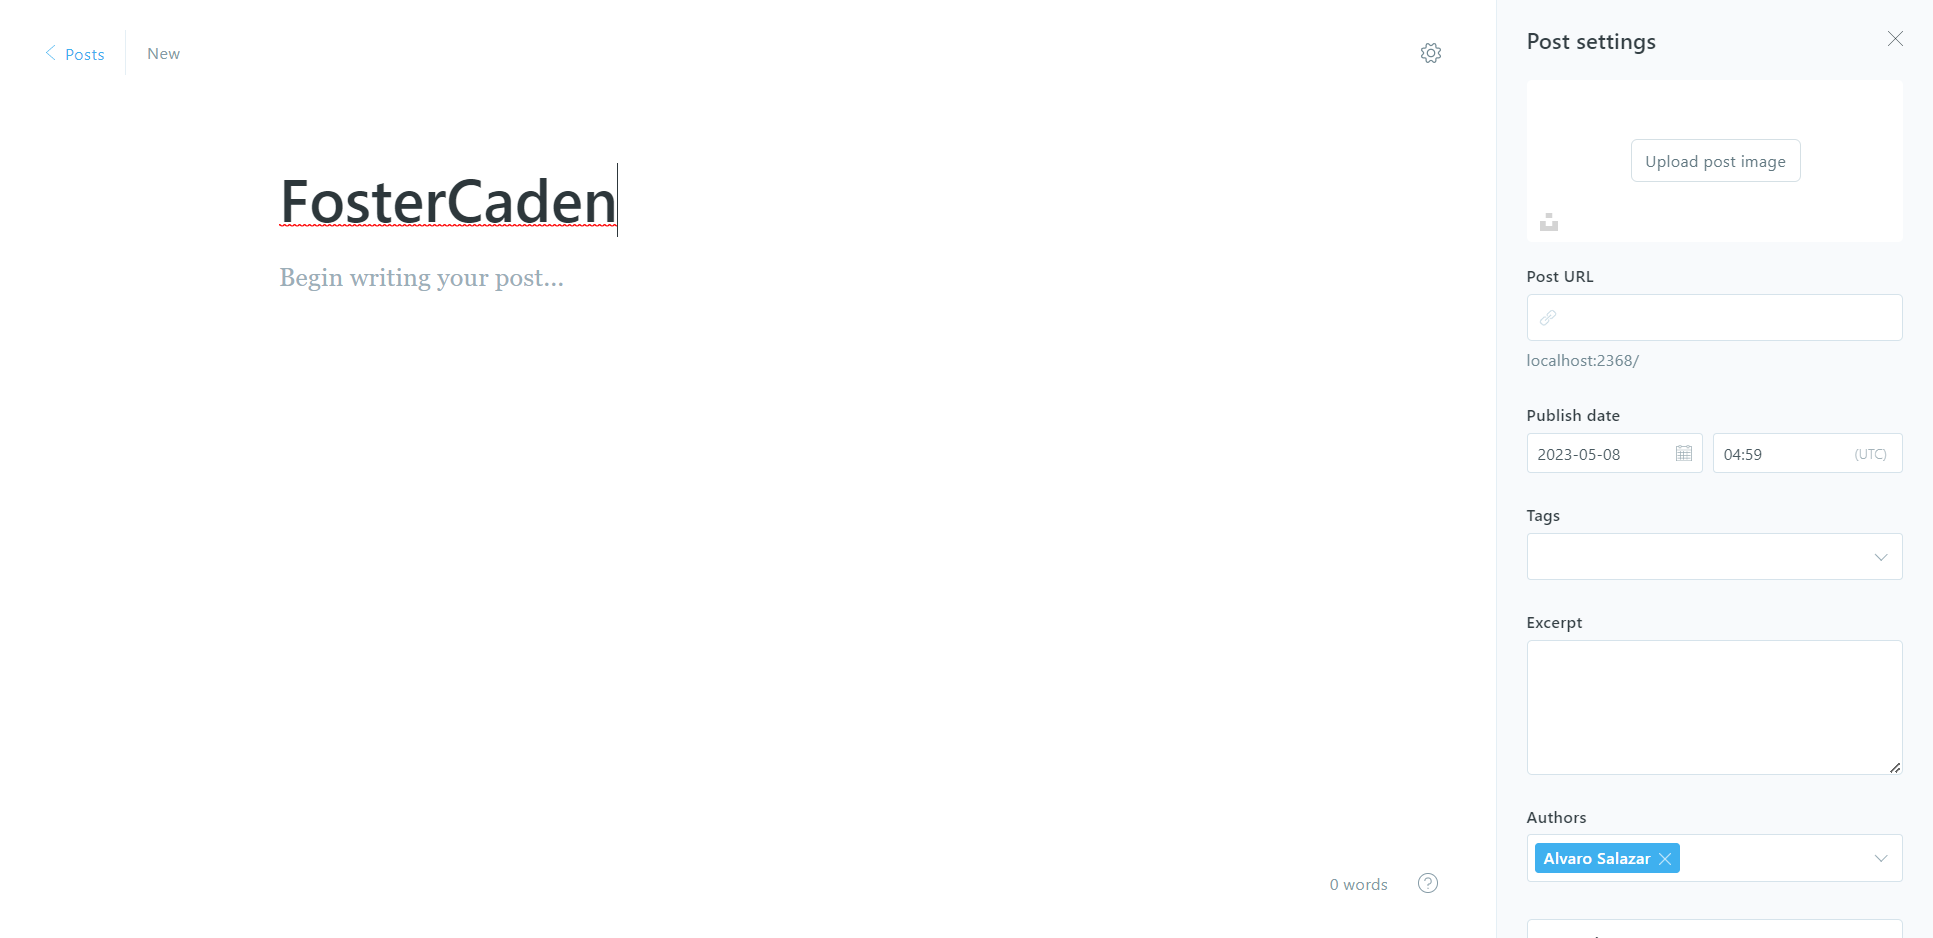 Posts
New
FosterCaden
Begin writing your post...
0 words
Post settings
Upload post image
Post URL
localhost:2368/
Publish date
2023-05-08
04:59
(UTC)
Tags
Excerpt
Authors
Alvaro Salazar